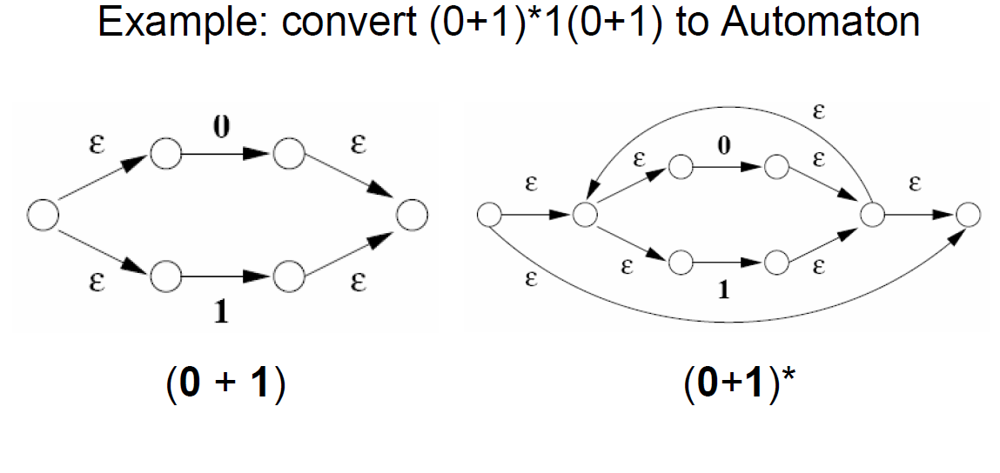 Example: convert (0+1)*1(0+1) to Automaton
ε 0 ε
ε 1 ε
(0 + 1)
ε
ε ε 0 ε ε
ε ε 1 ε
(0+1)*